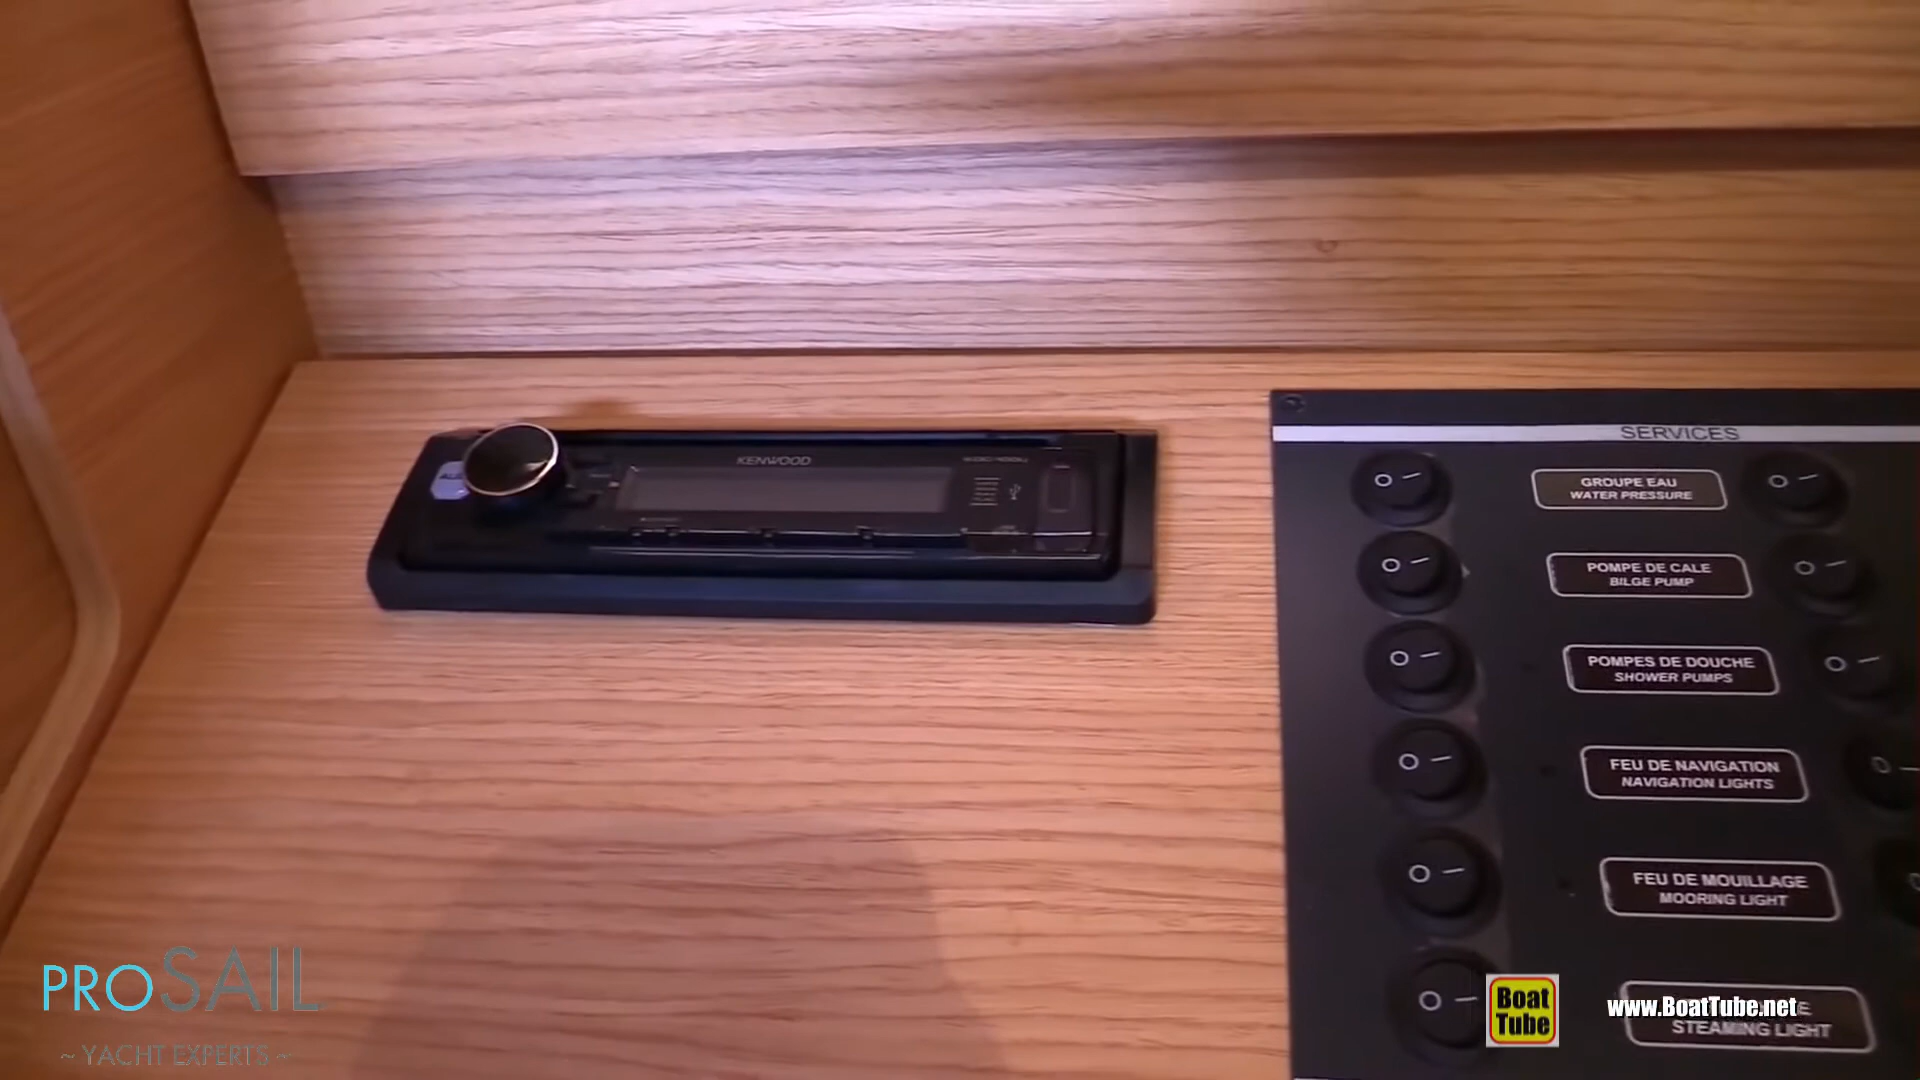 KENWOOD
SERVICES
GROUPE EAU
WATER PRESSURE
POMPE DE CALE
BILGE PUMP
POMPES DE DOUCHE
SHOWER PUMPS
FEU DE NAVIGATION
NAVIGATION LIGHTS
FEU DE MOUILLAGE
MOORING LIGHT
STEAMING LIGHT
PROSAIL
~ YACHT EXPERTS ~
Boat
Tube
www.BoatTube.net